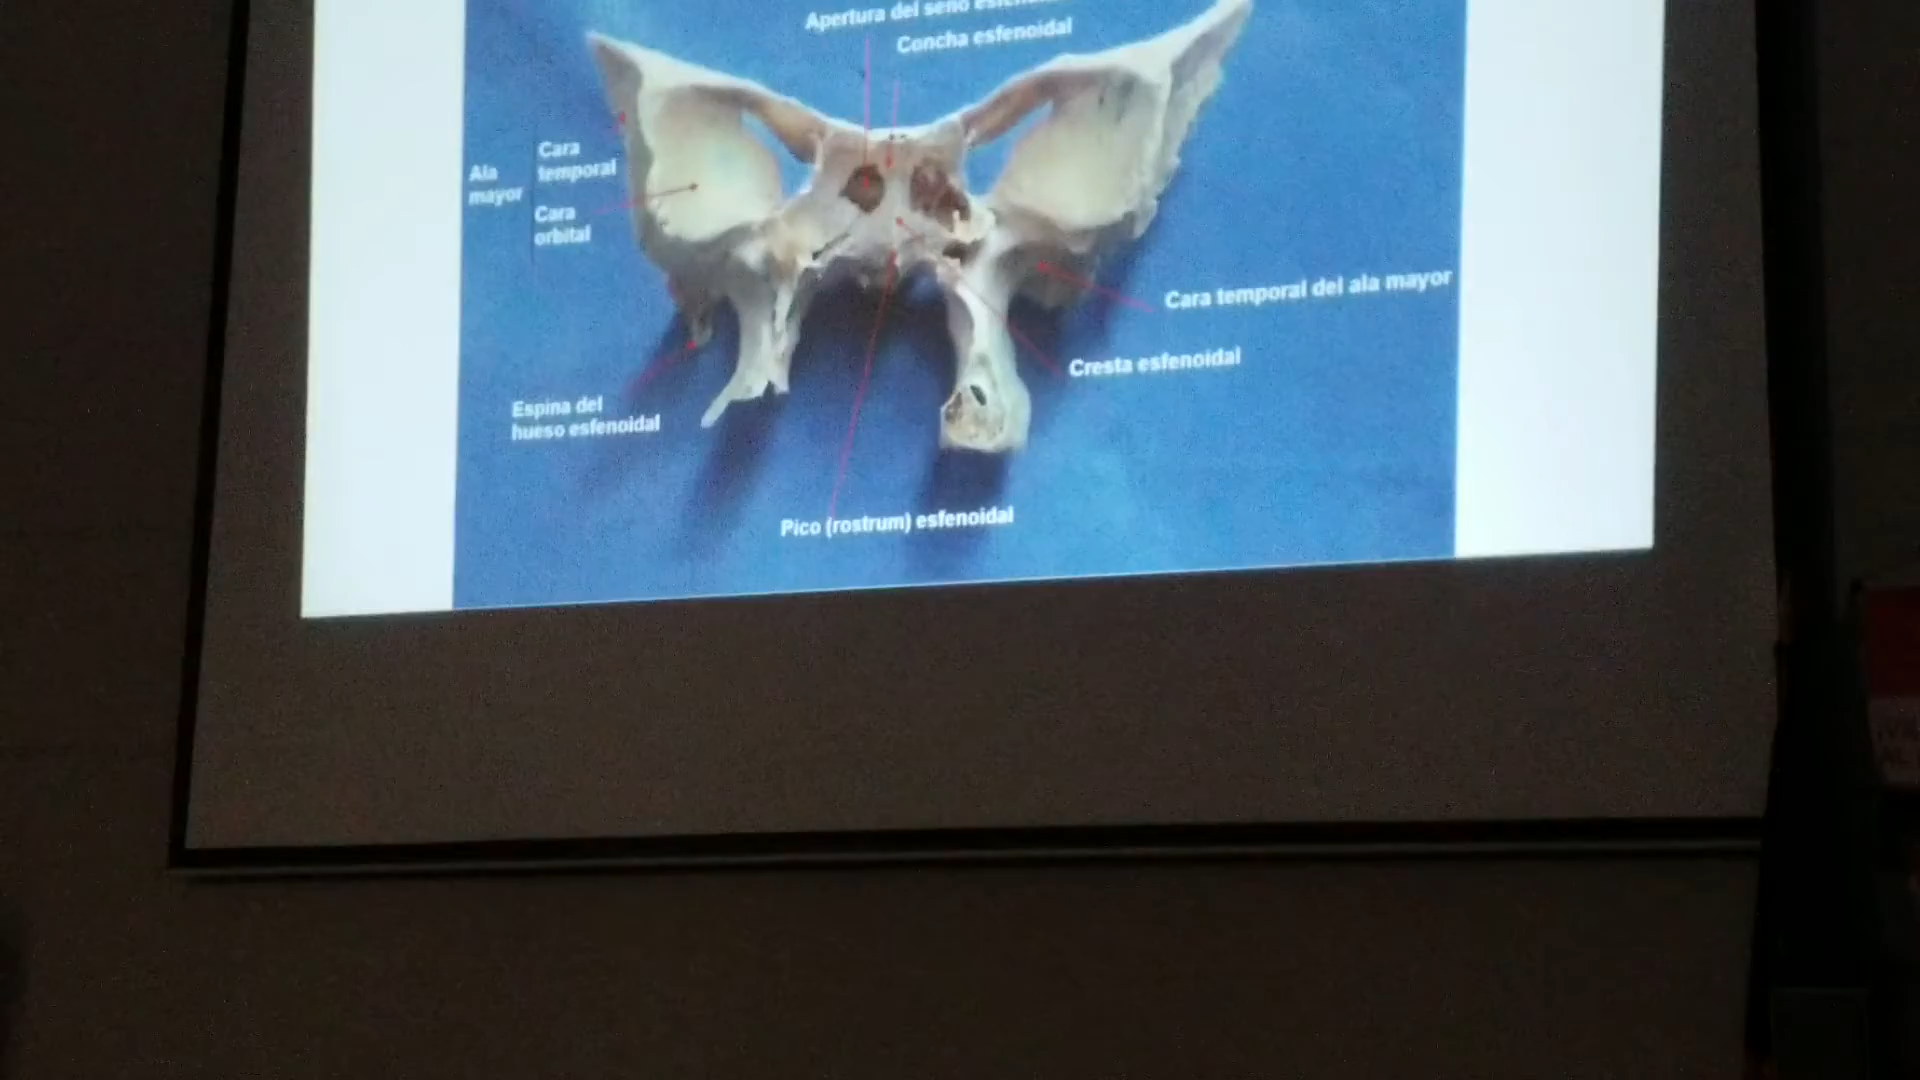 Apertura del seno
Concha esfenoidal
Cara
temporal
Ala
mayor
Cara
orbital
Cara temporal del ala mayor
Cresta esfenoidal
Espina del
hueso esfenoidal
Pico (rostrum) esfenoidal